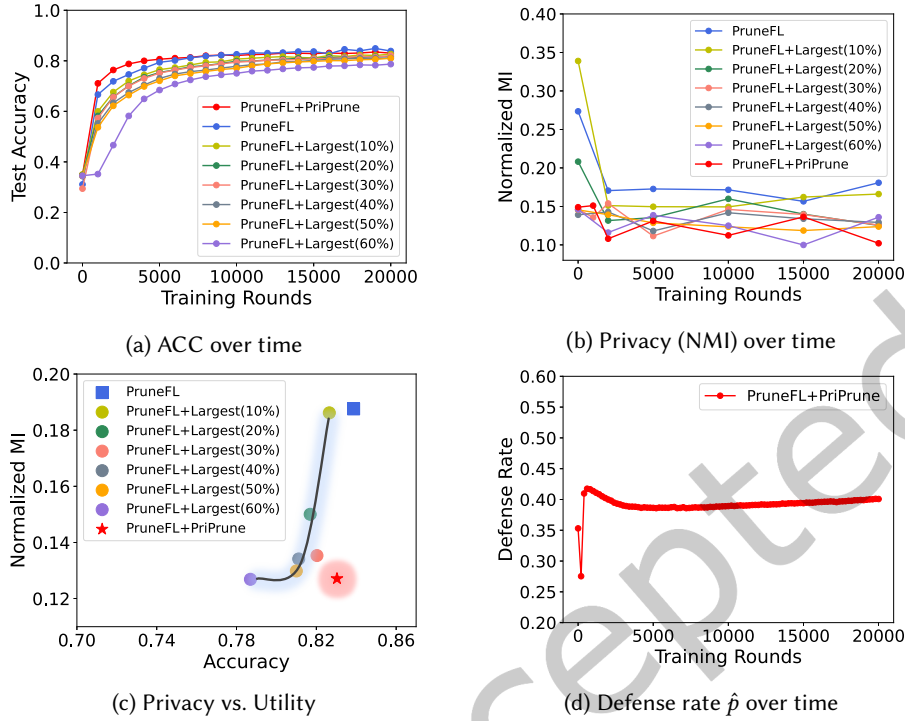 1.0
0.8
0.6
0.4
0.2
0.0
Test Accuracy
PruneFL+PriPrune
PruneFL
PruneFL+Largest(10%)
PruneFL+Largest(20%)
PruneFL+Largest(30%)
PruneFL+Largest(40%)
PruneFL+Largest(50%)
PruneFL+Largest(60%)
0 5000 10000 15000 20000
Training Rounds
(a) ACC over time
0.40
0.35
0.30
0.25
0.20
0.15
0.10
Normalized MI
PruneFL
PruneFL+Largest(10%)
PruneFL+Largest(20%)
PruneFL+Largest(30%)
PruneFL+Largest(40%)
PruneFL+Largest(50%)
PruneFL+Largest(60%)
PruneFL+PriPrune
0 5000 10000 15000 20000
Training Rounds
(b) Privacy (NMI) over time
0.20
0.18
0.16
0.14
0.12
Normalized MI
PruneFL
PruneFL+Largest(10%)
PruneFL+Largest(20%)
PruneFL+Largest(30%)
PruneFL+Largest(40%)
PruneFL+Largest(50%)
PruneFL+Largest(60%)
PruneFL+PriPrune
0.70 0.74 0.78 0.82 0.86
Accuracy
(c) Privacy vs. Utility
0.60
0.55
0.50
0.45
0.40
0.35
0.30
0.25
0.20
Defense Rate
PruneFL+PriPrune
0 5000 10000 15000 20000
Training Rounds
(d) Defense rate p̂ over time
cepted